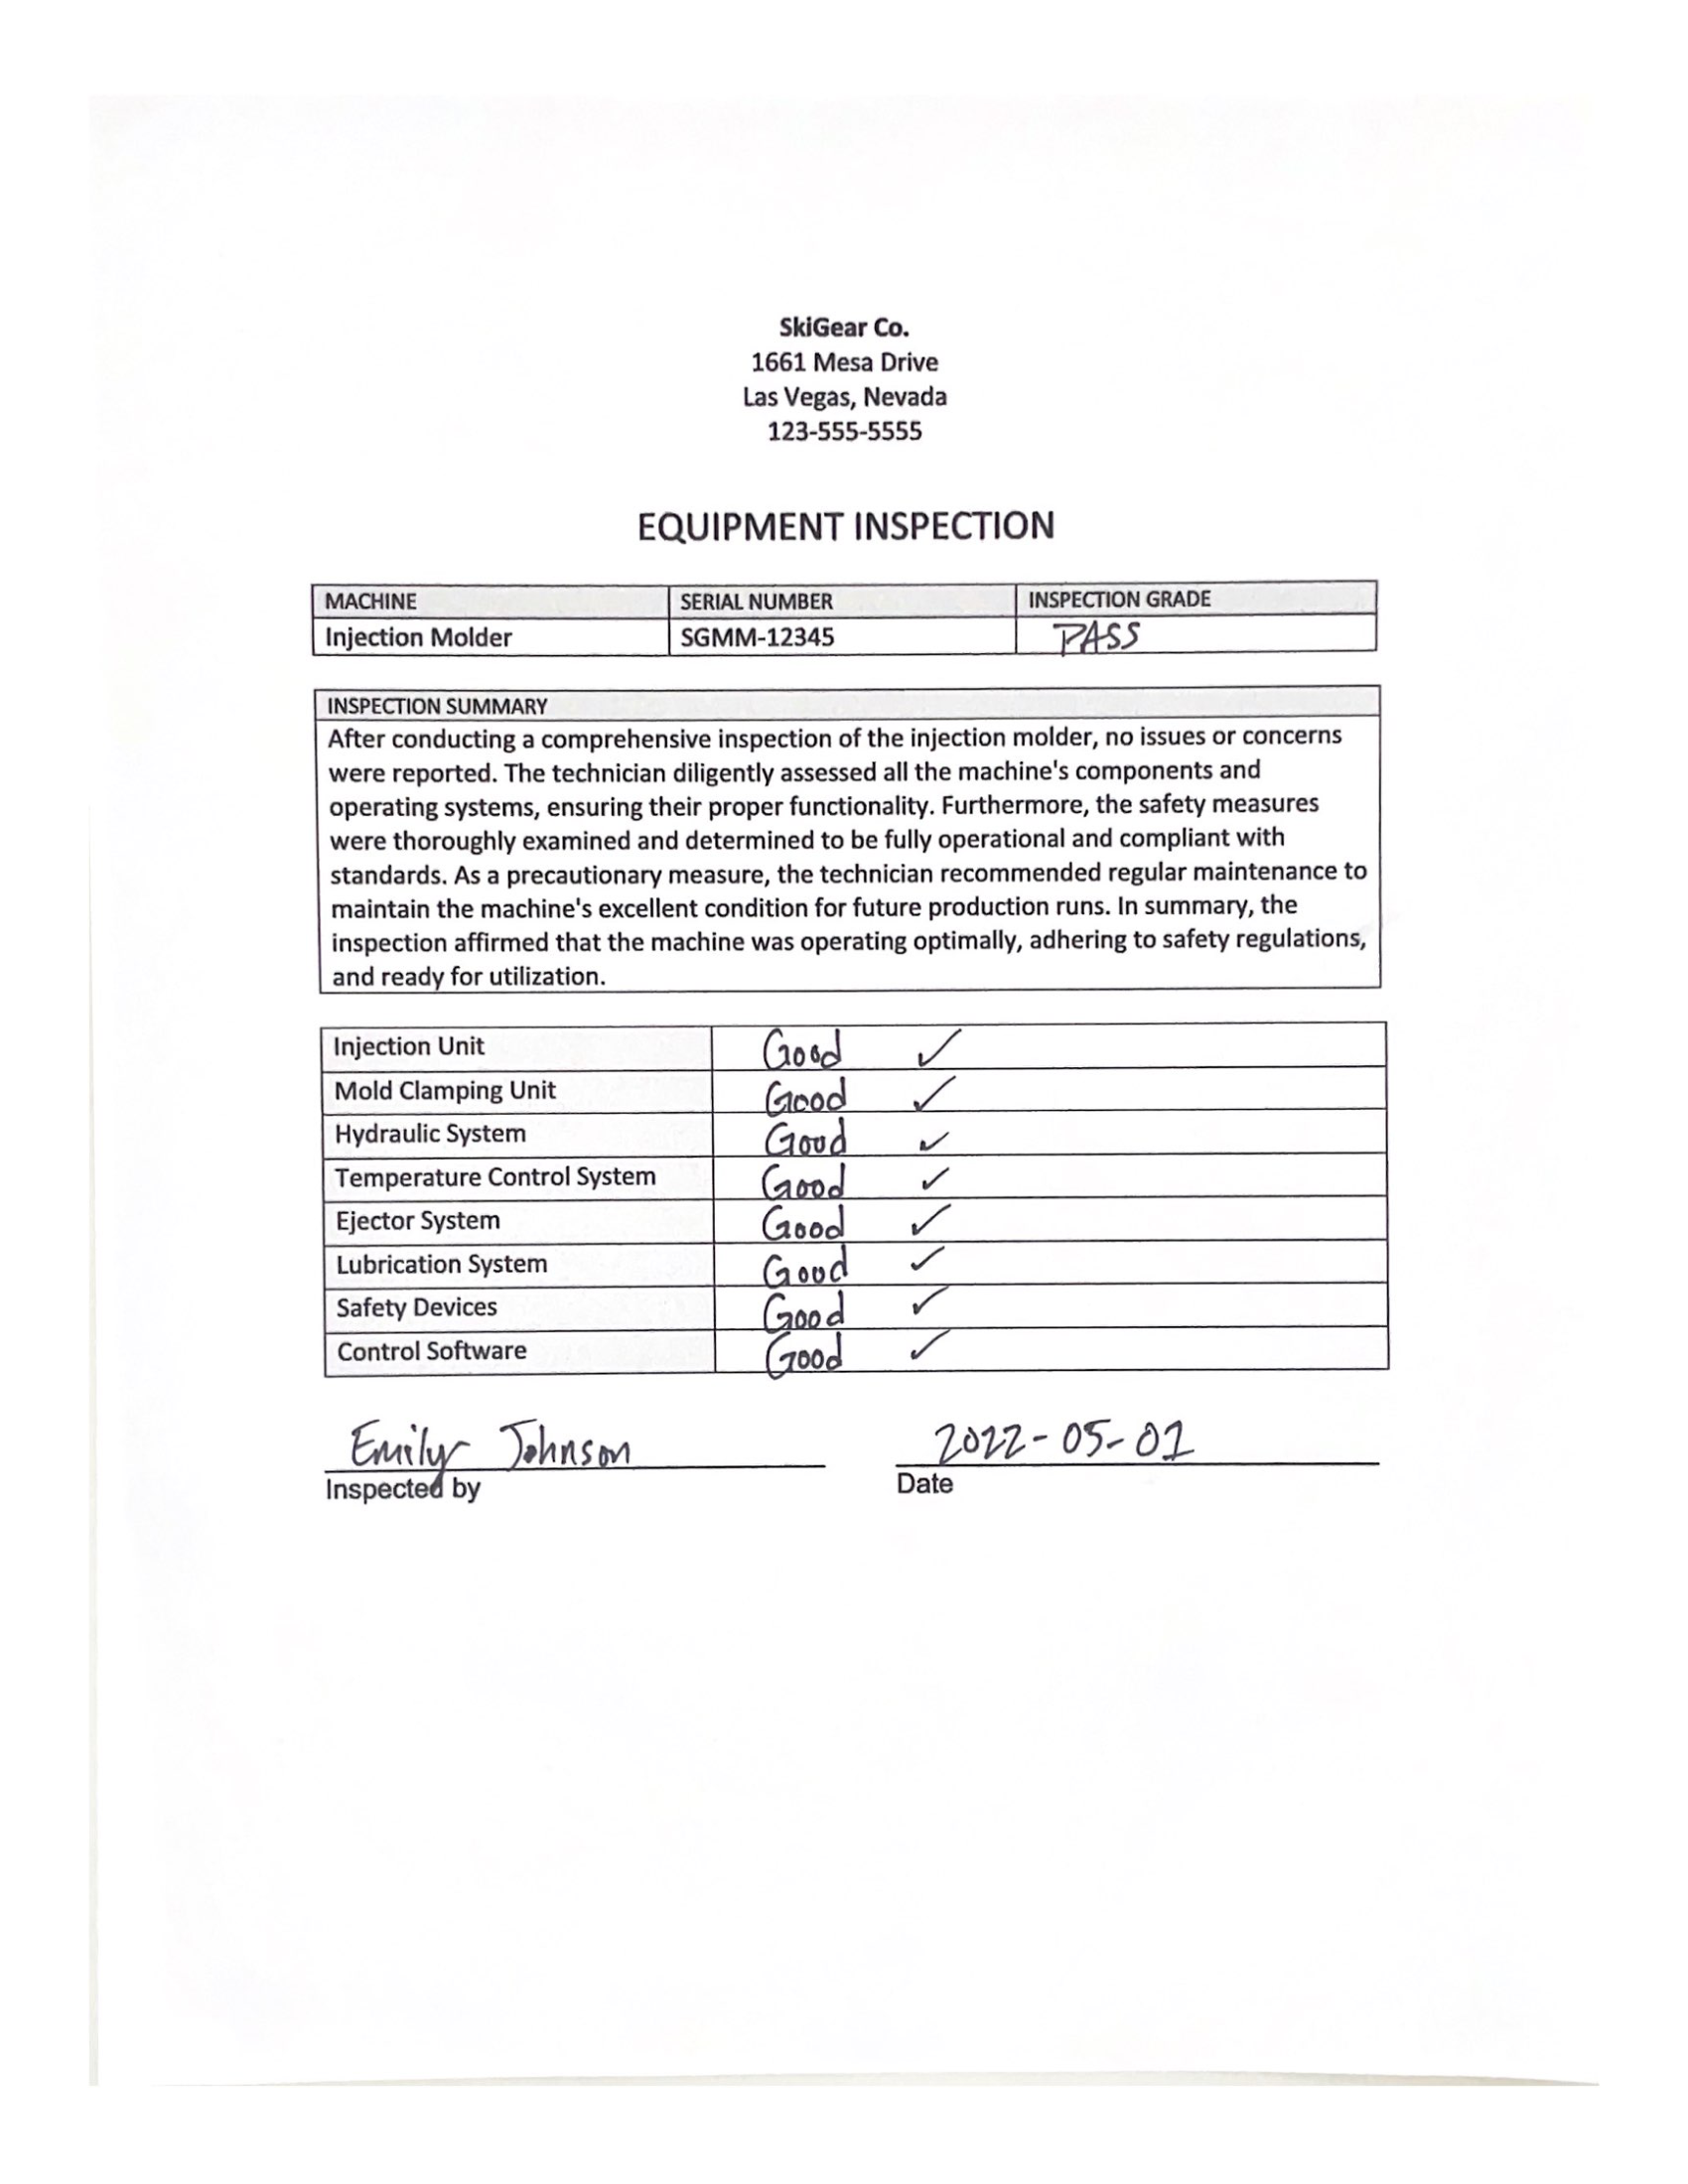 SkiGear Co.
1661 Mesa Drive
Las Vegas, Nevada
123-555-5555
EQUIPMENT INSPECTION
MACHINE SERIAL NUMBER INSPECTION GRADE
Injection Molder SGMM-12345 PASS
INSPECTION SUMMARY
After conducting a comprehensive inspection of the injection molder, no issues or concerns
were reported. The technician diligently assessed all the machine's components and
operating systems, ensuring their proper functionality. Furthermore, the safety measures
were thoroughly examined and determined to be fully operational and compliant with
standards. As a precautionary measure, the technician recommended regular maintenance to
maintain the machine's excellent condition for future production runs. In summary, the
inspection affirmed that the machine was operating optimally, adhering to safety regulations,
and ready for utilization.
Injection Unit Good ✓
Mold Clamping Unit Good ✓
Hydraulic System Good ✓
Temperature Control System Good ✓
Ejector System Good ✓
Lubrication System Good ✓
Safety Devices Good ✓
Control Software Good ✓
Emily Johnson 2022-05-01
Inspected by Date